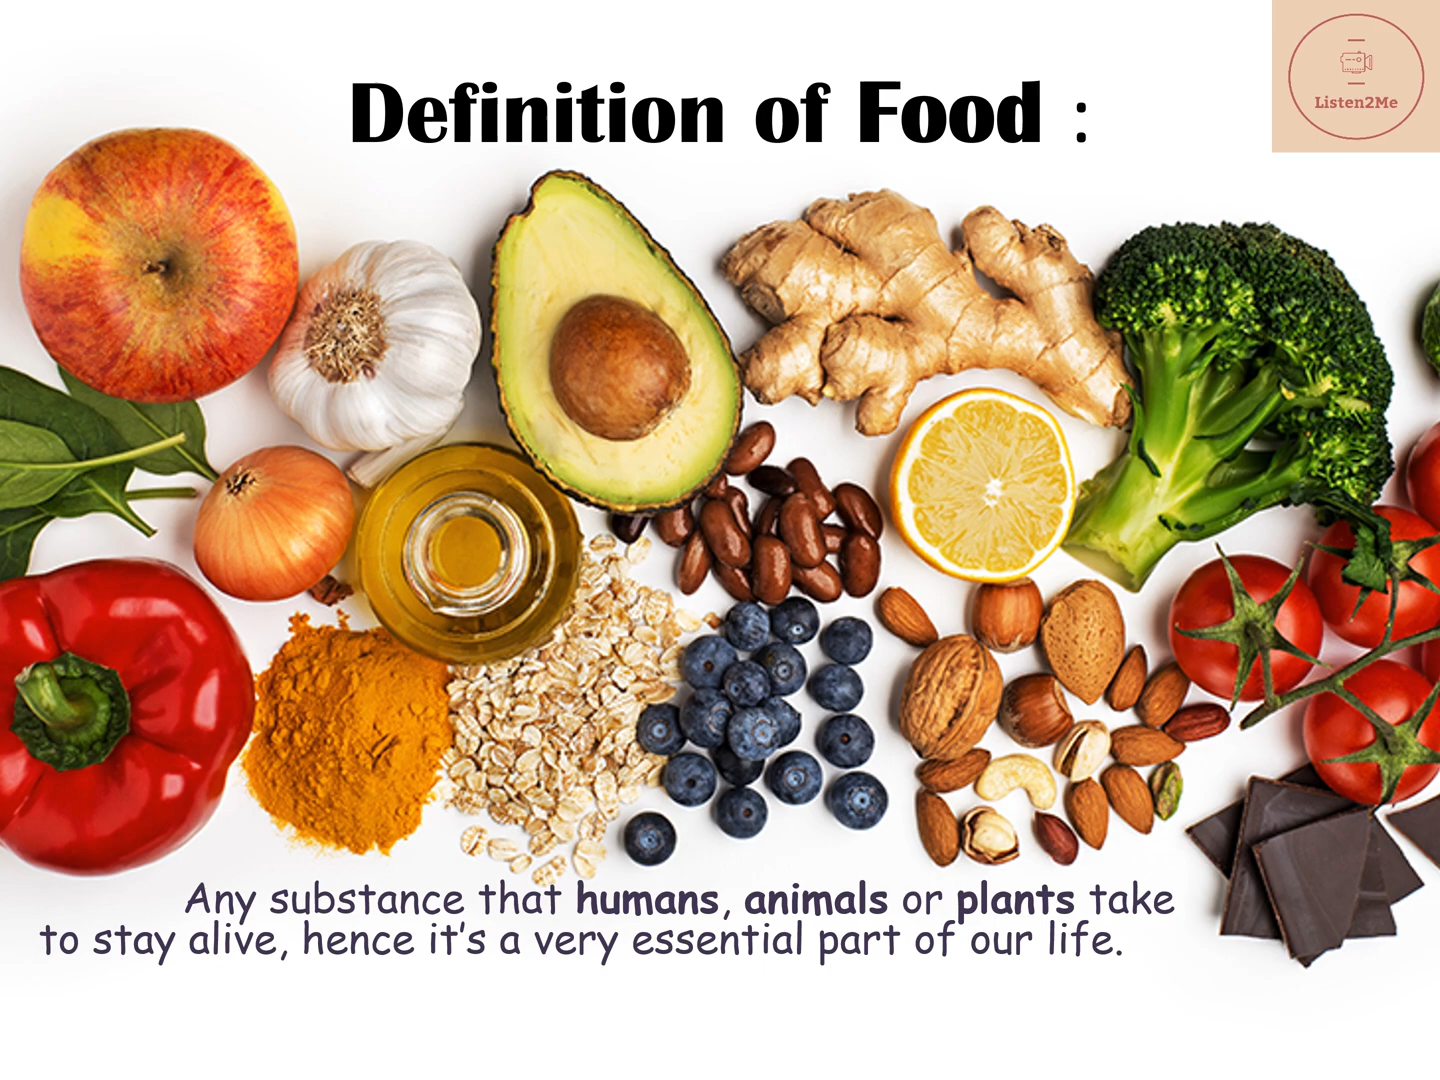 Definition of Food :
Listen2Me
Any substance that humans, animals or plants take
to stay alive, hence it's a very essential part of our life.